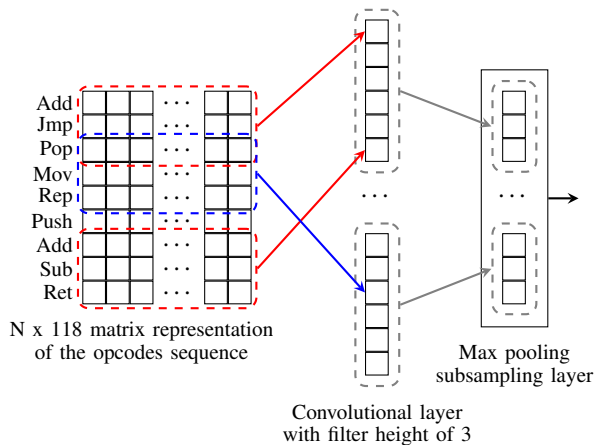 Add
Jmp
Pop
Mov
Rep
Push
Add
Sub
Ret
N x 118 matrix representation
of the opcodes sequence
Convolutional layer
with filter height of 3
Max pooling
subsampling layer